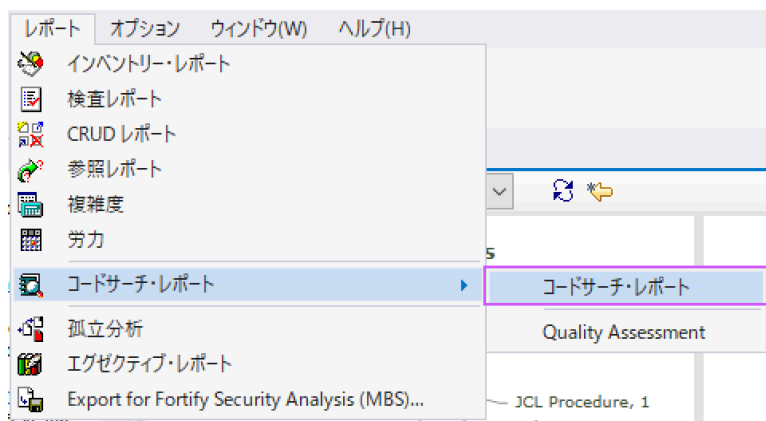 レポート オプション ウィンドウ(W) ヘルプ(H)
インベントリー・レポート
検査レポート
CRUD レポート
参照レポート
複雑度
労力
コードサーチ・レポート
コードサーチ・レポート
Quality Assessment
孤立分析
エグゼクティブ・レポート
Export for Fortify Security Analysis (MBS)...
JCL Procedure, 1